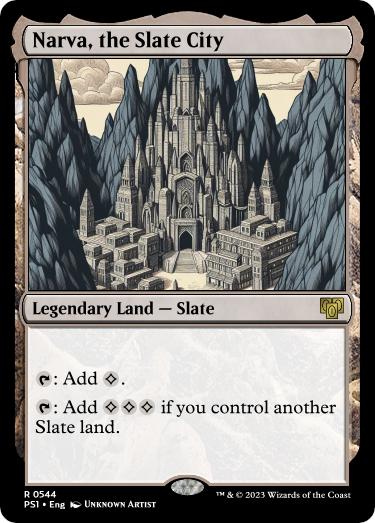 Narva, the Slate City
Legendary Land — Slate
: Add .
: Add if you control another
Slate land.
R 0544
PS1 • Eng Unknown Artist
™ & © 2023 Wizards of the Coast